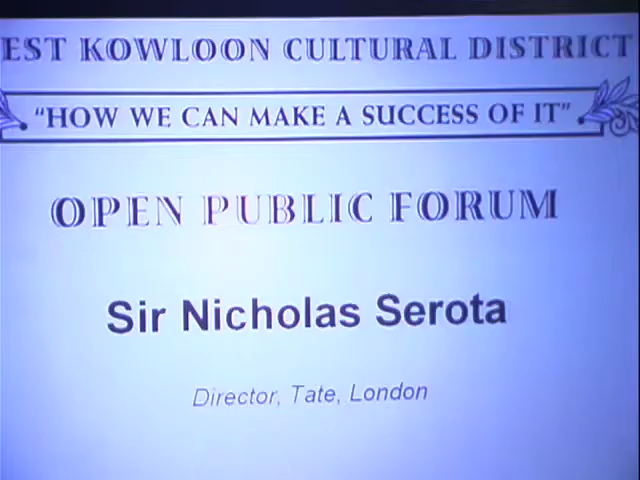 EST KOWLOON CULTURAL DISTRICT
"HOW WE CAN MAKE A SUCCESS OF IT"
OPEN PUBLIC FORUM
Sir Nicholas Serota
Director, Tate, London